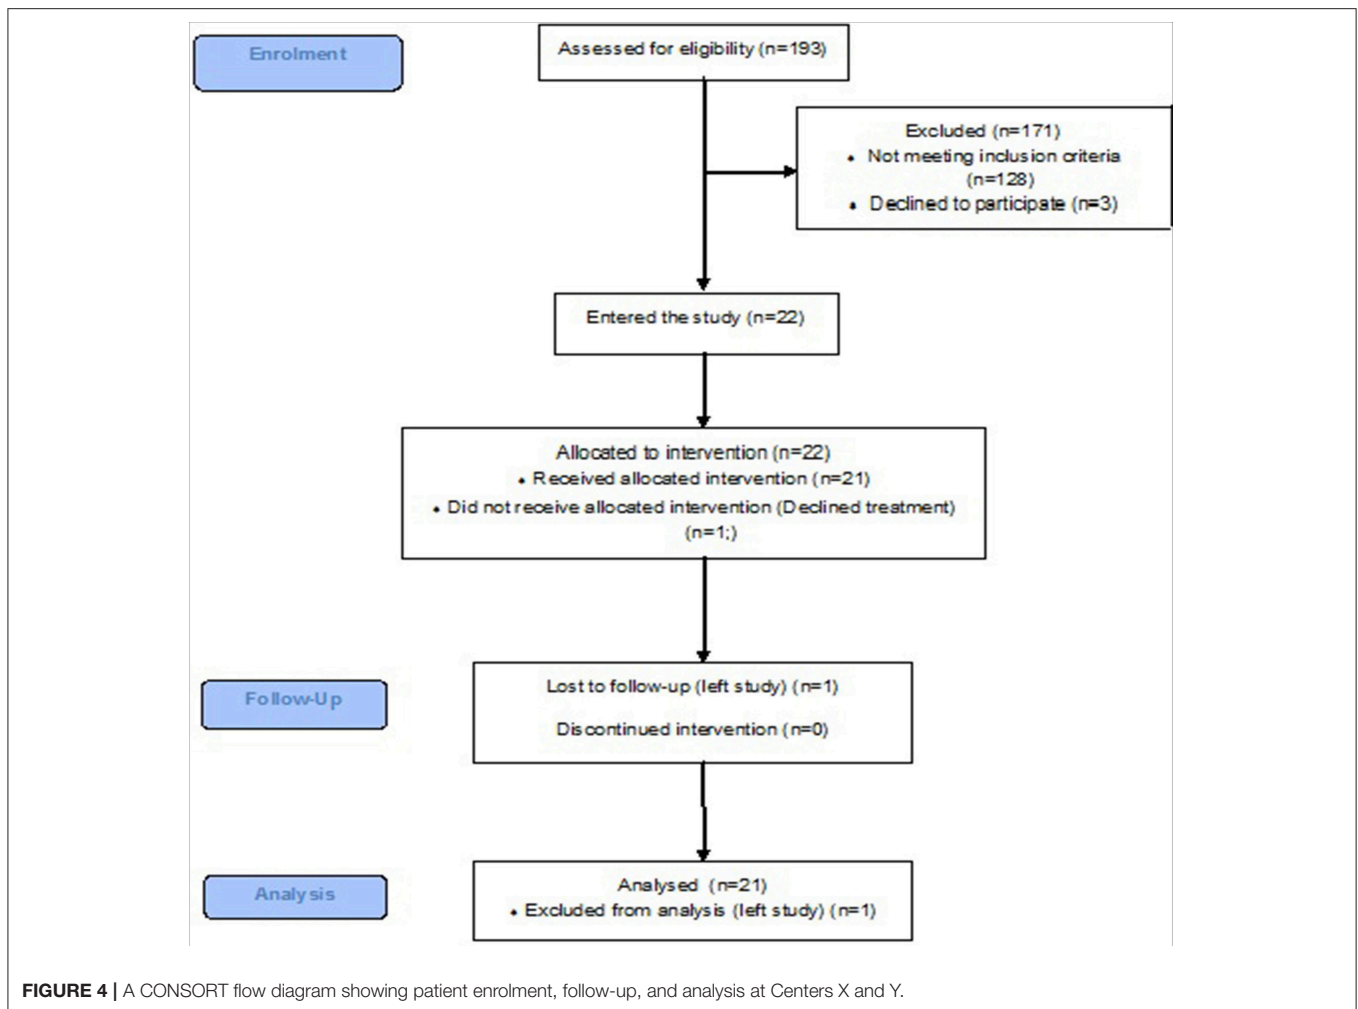 Enrolment
Assessed for eligibility (n=193)
Excluded (n=171)
• Not meeting inclusion criteria
(n=128)
• Declined to participate (n=3)
Entered the study (n=22)
Allocated to intervention (n=22)
• Received allocated intervention (n=21)
• Did not receive allocated intervention (Declined treatment)
(n=1;)
Follow-Up
Lost to follow-up (left study) (n=1)
Discontinued intervention (n=0)
Analysis
Analysed (n=21)
• Excluded from analysis (left study) (n=1)
FIGURE 4 | A CONSORT flow diagram showing patient enrolment, follow-up, and analysis at Centers X and Y.